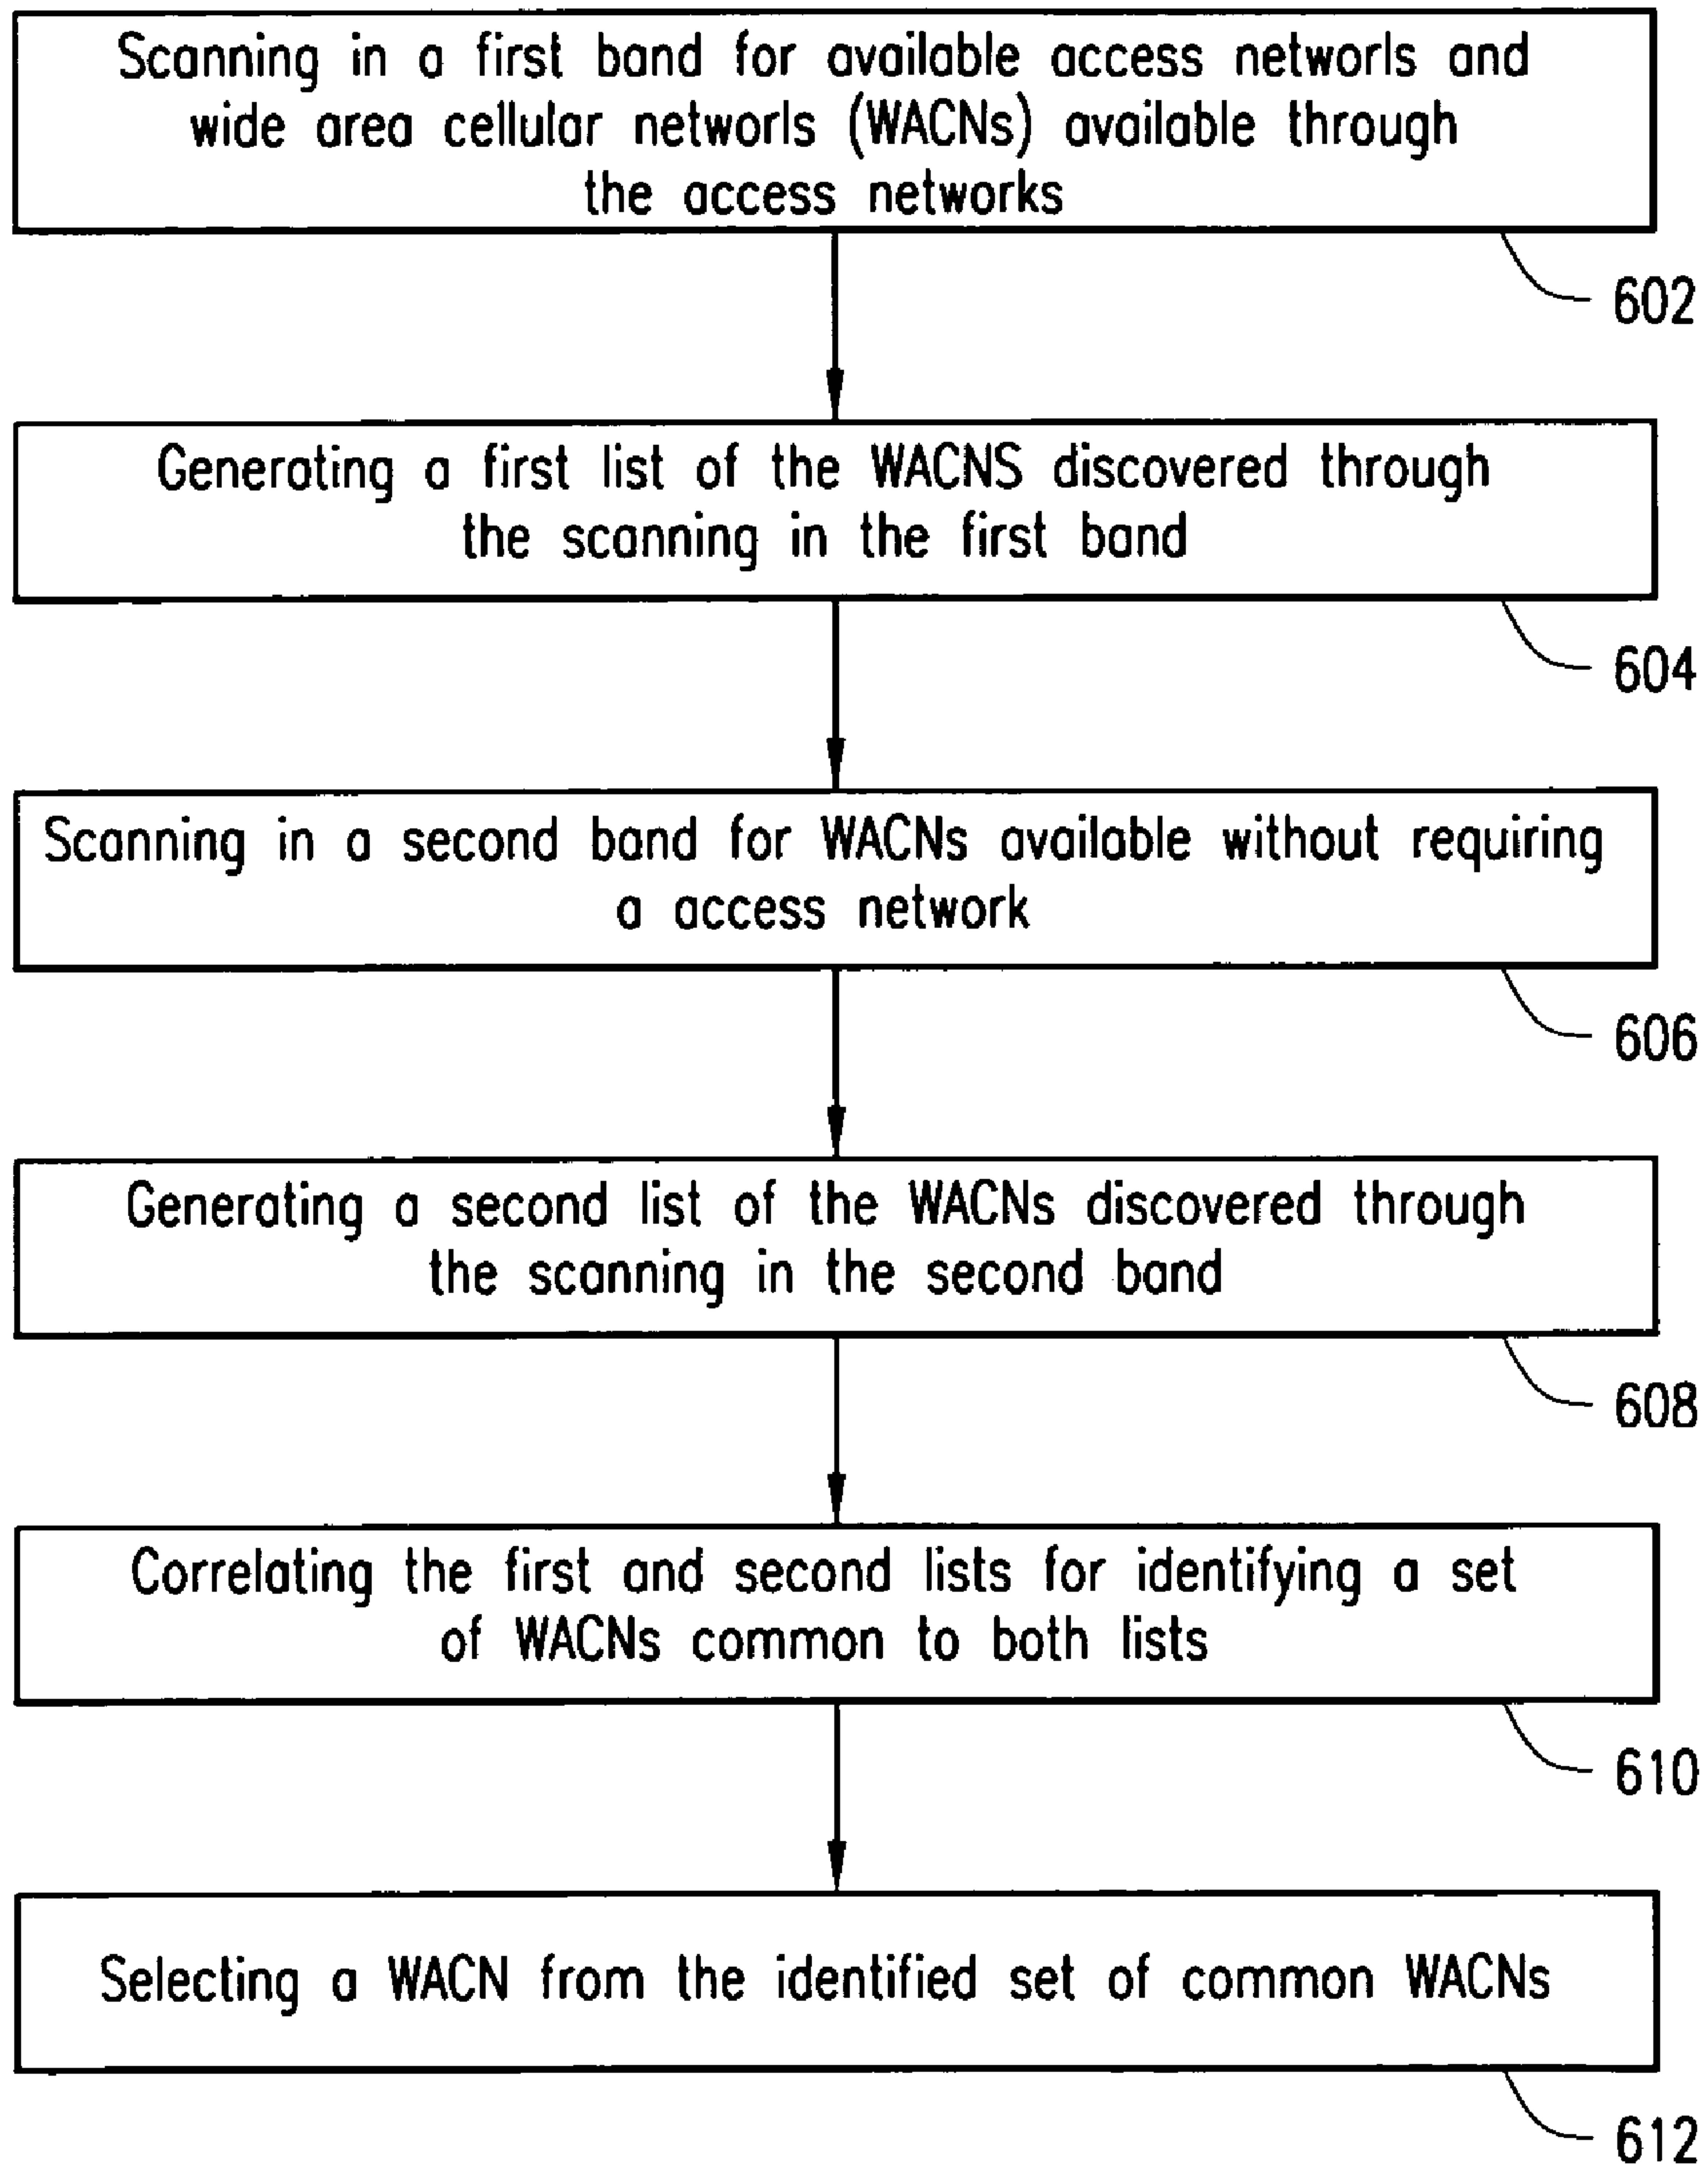 Scanning in a first band for available access networls and
wide area cellular networls (WACNs) available through
the access networks
602
Generating a first list of the WACNS discovered through
the scanning in the first band
604
Scanning in a second band for WACNs available without requiring
a access network
606
Generating a second list of the WACNs discovered through
the scanning in the second band
608
Correlating the first and second lists for identifying a set
of WACNs common to both lists
610
Selecting a WACN from the identified set of common WACNs
612